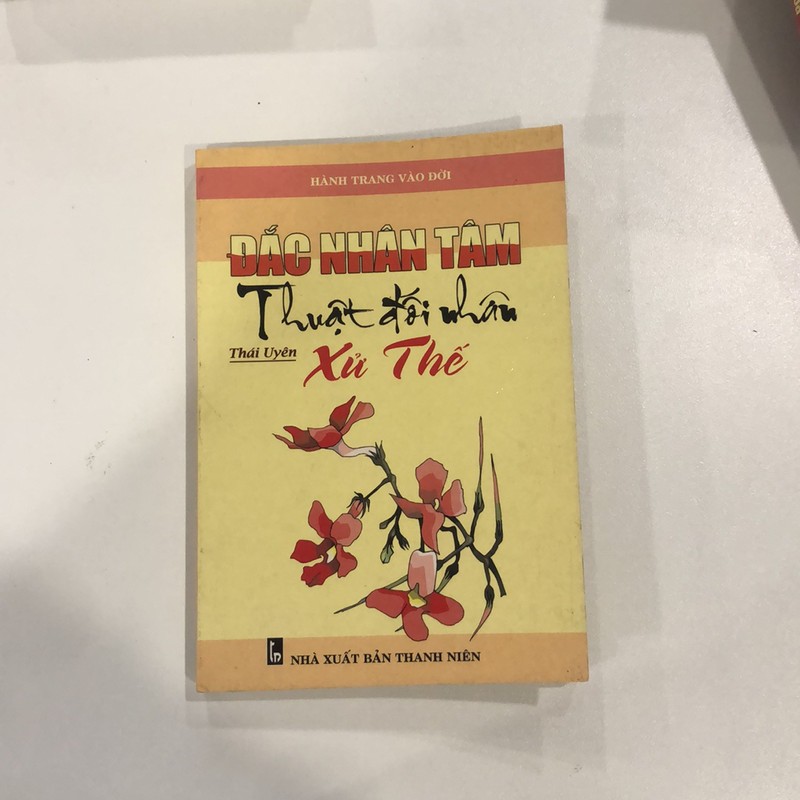 HÀNH TRANG VÀO ĐỜI
ĐẮC NHÂN TÂM
Thuật đối nhân
Thái Uyên
Xử Thế
NHÀ XUẤT BẢN THANH NIÊN